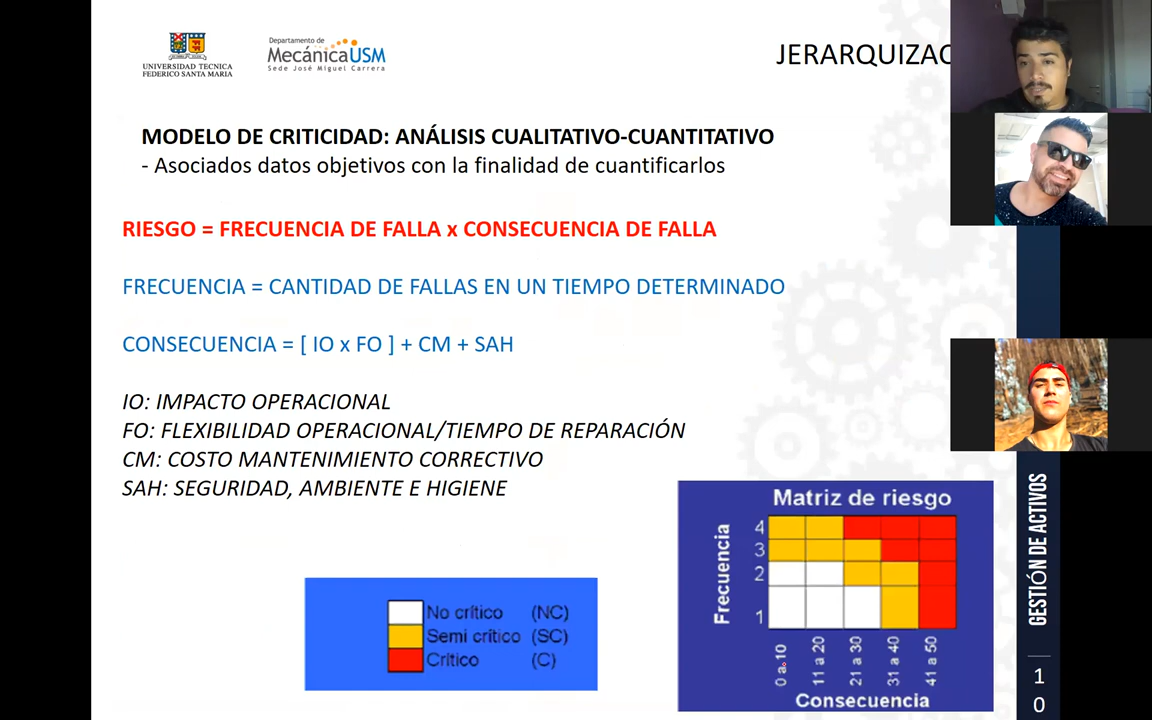 UNIVERSIDAD TECNICA
FEDERICO SANTA MARIA
Departamento de
MecánicaUSM
Sede José Miguel Carrera
JERARQUIZAC
MODELO DE CRITICIDAD: ANÁLISIS CUALITATIVO-CUANTITATIVO
- Asociados datos objetivos con la finalidad de cuantificarlos
RIESGO = FRECUENCIA DE FALLA x CONSECUENCIA DE FALLA
FRECUENCIA = CANTIDAD DE FALLAS EN UN TIEMPO DETERMINADO
CONSECUENCIA = [ IO x FO ] + CM + SAH
IO: IMPACTO OPERACIONAL
FO: FLEXIBILIDAD OPERACIONAL/TIEMPO DE REPARACIÓN
CM: COSTO MANTENIMIENTO CORRECTIVO
SAH: SEGURIDAD, AMBIENTE E HIGIENE
No crítico (NC)
Semi crítico (SC)
Crítico (C)
Matriz de riesgo
Frecuencia
4
3
2
1
0 a 10
11 a 20
21 a 30
31 a 40
41 a 50
Consecuencia
GESTIÓN DE ACTIVOS
1
0